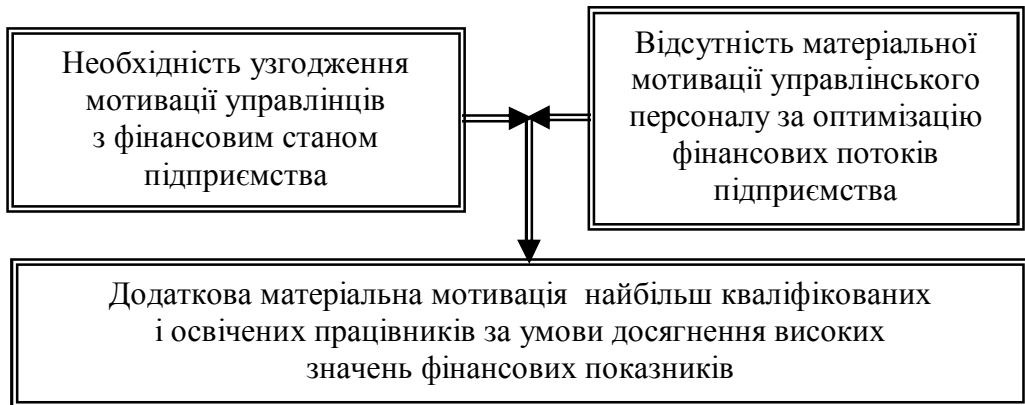 Необхідність узгодження
мотивації управлінців
з фінансовим станом
підприємства
Відсутність матеріальної
мотивації управлінського
персоналу за оптимізацію
фінансових потоків
підприємства
Додаткова матеріальна мотивація найбільш кваліфікованих
і освічених працівників за умови досягнення високих
значень фінансових показників